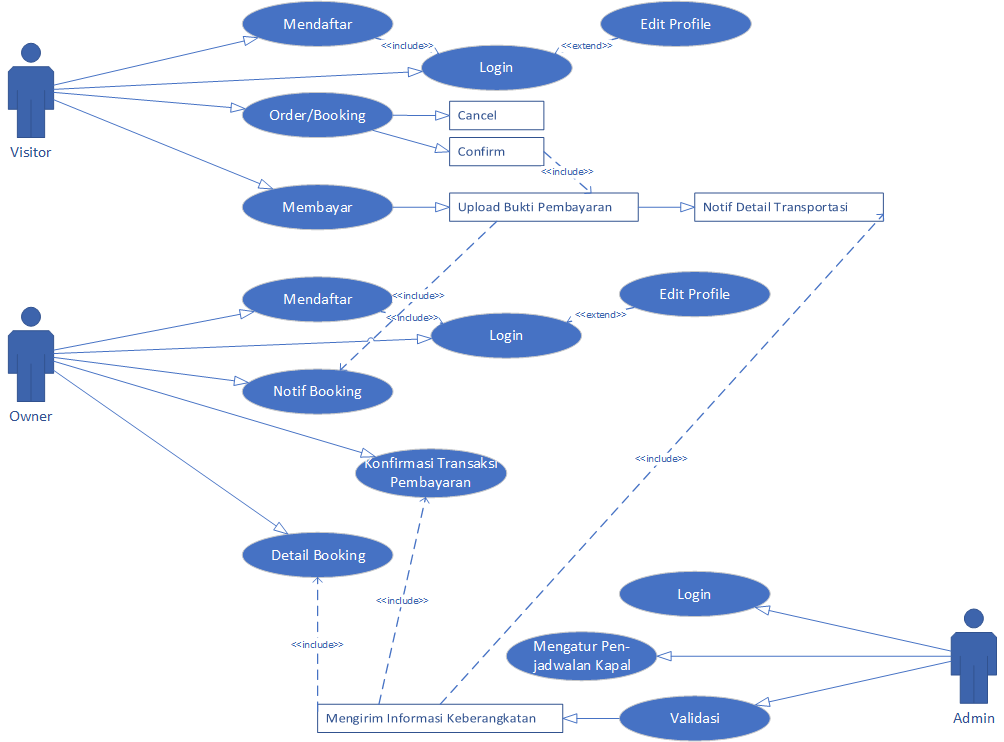 Mendaftar
Edit Profile
<<include>>
<<extend>>
Login
Order/Booking
Cancel
Visitor
Confirm
<<include>>
Membayar
Upload Bukti Pembayaran
Notif Detail Transportasi
Mendaftar
<<include>>
Edit Profile
<<include>>
<<extend>>
Login
Notif Booking
Owner
<<include>>
Konfirmasi Transaksi
Pembayaran
Detail Booking
Login
<<include>>
<<include>>
Mengatur Pen-
jadwalan Kapal
Mengirim Informasi Keberangkatan
Validasi
Admin